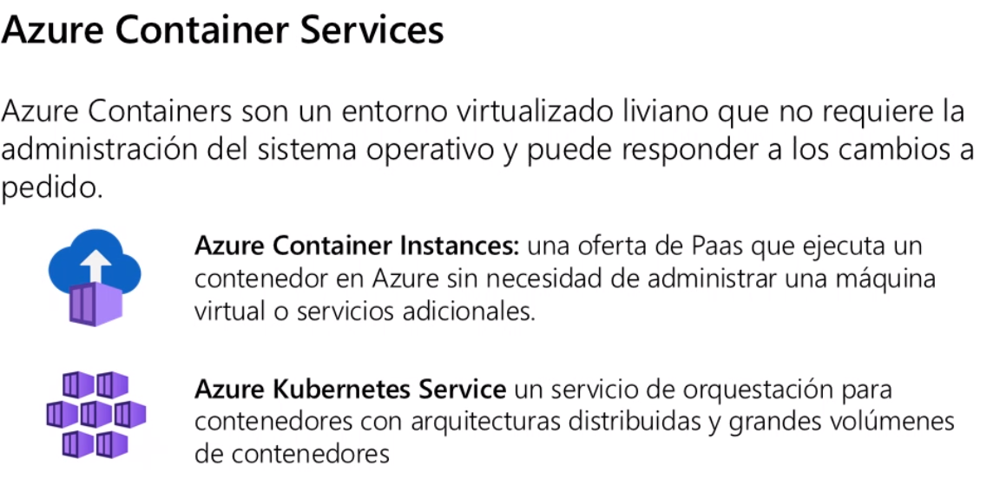 Azure Container Services
Azure Containers son un entorno virtualizado liviano que no requiere la
administración del sistema operativo y puede responder a los cambios a
pedido.
Azure Container Instances: una oferta de Paas que ejecuta un
contenedor en Azure sin necesidad de administrar una máquina
virtual o servicios adicionales.
Azure Kubernetes Service un servicio de orquestación para
contenedores con arquitecturas distribuidas y grandes volúmenes
de contenedores